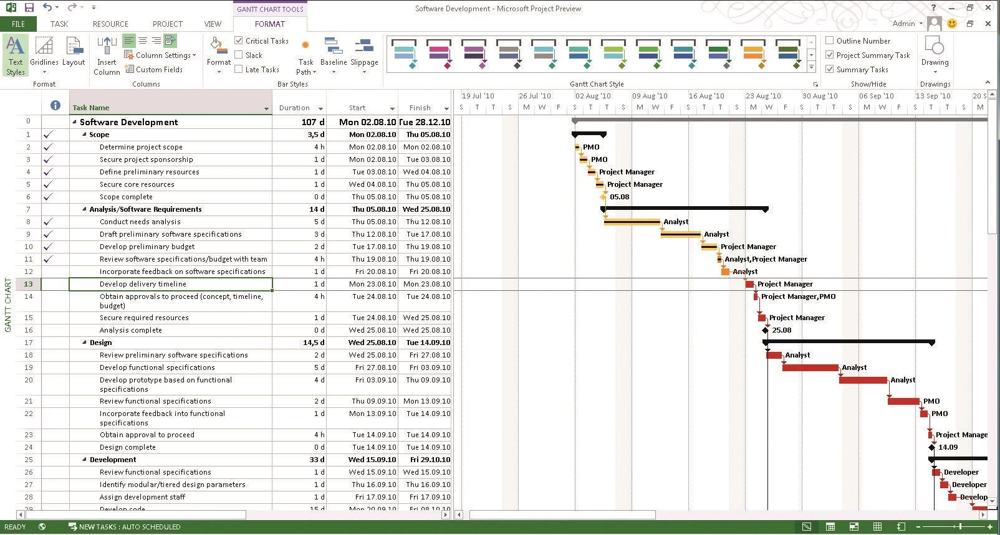 GANTT CHART TOOLS
Software Development - Microsoft Project Preview
?
FILE TASK RESOURCE PROJECT VIEW FORMAT
Admin
Text Styles
Gridlines
Layout
Format
Insert Column
Column Settings
Custom Fields
Columns
Format
Critical Tasks
Slack
Late Tasks
Task Path
Baseline
Slippage
Bar Styles
Gantt Chart Style
Outline Number
Project Summary Task
Summary Tasks
Show/Hide
Drawing
Drawings
Task Name Duration Start Finish
19 Jul '10 26 Jul '10 02 Aug '10 09 Aug '10 16 Aug '10 23 Aug '10 30 Aug '10 06 Sep '10 13 Sep '10 20 S
S T T S M W F S T T S M W F S T T S M W F S T T S M W F S T T S M
0 Software Development 107 d Mon 02.08.10 Tue 28.12.10
1 Scope 3,5 d Mon 02.08.10 Thu 05.08.10
2 Determine project scope 4 h Mon 02.08.10 Mon 02.08.10 PMO
3 Secure project sponsorship 1 d Mon 02.08.10 Tue 03.08.10 PMO
4 Define preliminary resources 1 d Tue 03.08.10 Wed 04.08.10 Project Manager
5 Secure core resources 1 d Wed 04.08.10 Thu 05.08.10 Project Manager
6 Scope complete 0 d Thu 05.08.10 Thu 05.08.10 05.08
7 Analysis/Software Requirements 14 d Thu 05.08.10 Wed 25.08.10
8 Conduct needs analysis 5 d Thu 05.08.10 Thu 12.08.10 Analyst
9 Draft preliminary software specifications 3 d Thu 12.08.10 Tue 17.08.10 Analyst
10 Develop preliminary budget 2 d Tue 17.08.10 Thu 19.08.10 Project Manager
11 Review software specifications/budget with team 4 h Thu 19.08.10 Thu 19.08.10 Analyst,Project Manager
12 Incorporate feedback on software specifications 1 d Fri 20.08.10 Fri 20.08.10 Analyst
13 Develop delivery timeline 1 d Mon 23.08.10 Mon 23.08.10 Project Manager
14 Obtain approvals to proceed (concept, timeline, 4 h Tue 24.08.10 Tue 24.08.10 Project Manager,PMO
budget)
15 Secure required resources 1 d Tue 24.08.10 Wed 25.08.10 Project Manager
16 Analysis complete 0 d Wed 25.08.10 Wed 25.08.10 25.08
17 Design 14,5 d Wed 25.08.10 Tue 14.09.10
18 Review preliminary software specifications 2 d Wed 25.08.10 Fri 27.08.10 Analyst
19 Develop functional specifications 5 d Fri 27.08.10 Fri 03.09.10 Analyst
20 Develop prototype based on functional 4 d Fri 03.09.10 Thu 09.09.10 Analyst
specifications
21 Review functional specifications 2 d Thu 09.09.10 Mon 13.09.10 PMO
22 Incorporate feedback into functional 1 d Mon 13.09.10 Tue 14.09.10 PMO
specifications
23 Obtain approval to proceed 4 h Tue 14.09.10 Tue 14.09.10 Project Manage
24 Design complete 0 d Tue 14.09.10 Tue 14.09.10 14.09
25 Development 33 d Wed 15.09.10 Fri 29.10.10
26 Review functional specifications 1 d Wed 15.09.10 Wed 15.09.10 Developer
27 Identify modular/tiered design parameters 1 d Thu 16.09.10 Thu 16.09.10 Developer
28 Assign development staff 1 d Fri 17.09.10 Fri 17.09.10 Develop
29 Develop code 15 d Mon 20.09.10 Fri 08.10.10
GANTT CHART
READY NEW TASKS : AUTO SCHEDULED